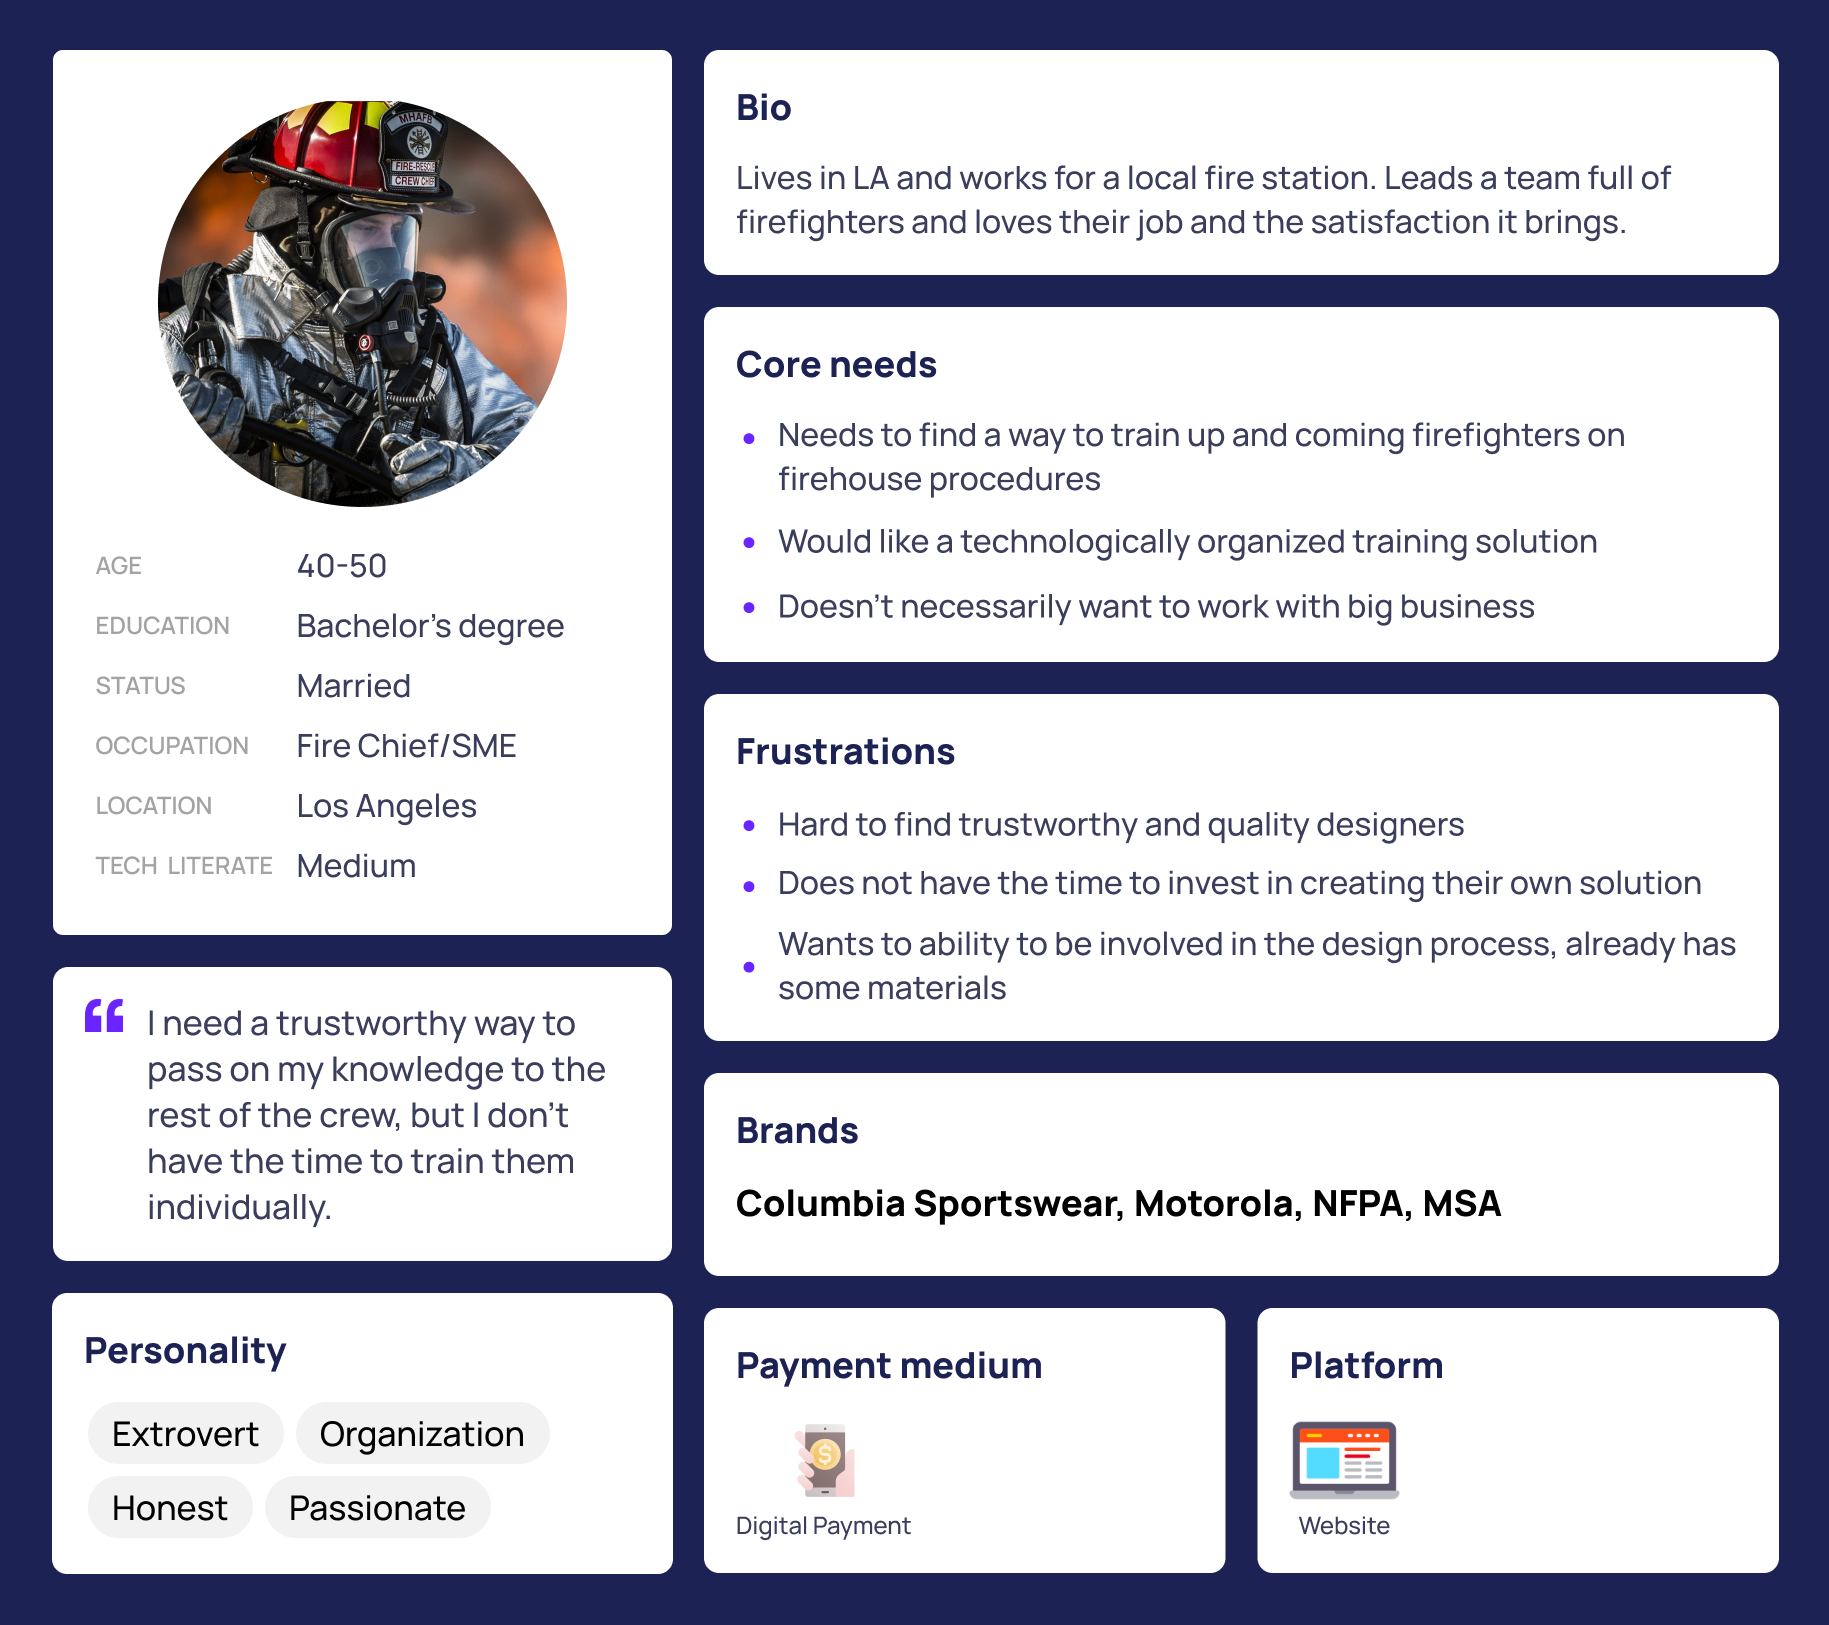 MHAFB
FIRE-RESCUE
CREW CHIEF
AGE 40-50
EDUCATION Bachelor’s degree
STATUS Married
OCCUPATION Fire Chief/SME
LOCATION Los Angeles
TECH LITERATE Medium
“ I need a trustworthy way to
pass on my knowledge to the
rest of the crew, but I don’t
have the time to train them
individually.
Personality
Extrovert Organization
Honest Passionate
Bio
Lives in LA and works for a local fire station. Leads a team full of
firefighters and loves their job and the satisfaction it brings.
Core needs
• Needs to find a way to train up and coming firefighters on
firehouse procedures
• Would like a technologically organized training solution
• Doesn’t necessarily want to work with big business
Frustrations
• Hard to find trustworthy and quality designers
• Does not have the time to invest in creating their own solution
• Wants to ability to be involved in the design process, already has
some materials
Brands
Columbia Sportswear, Motorola, NFPA, MSA
Payment medium
$
Digital Payment
Platform
Website